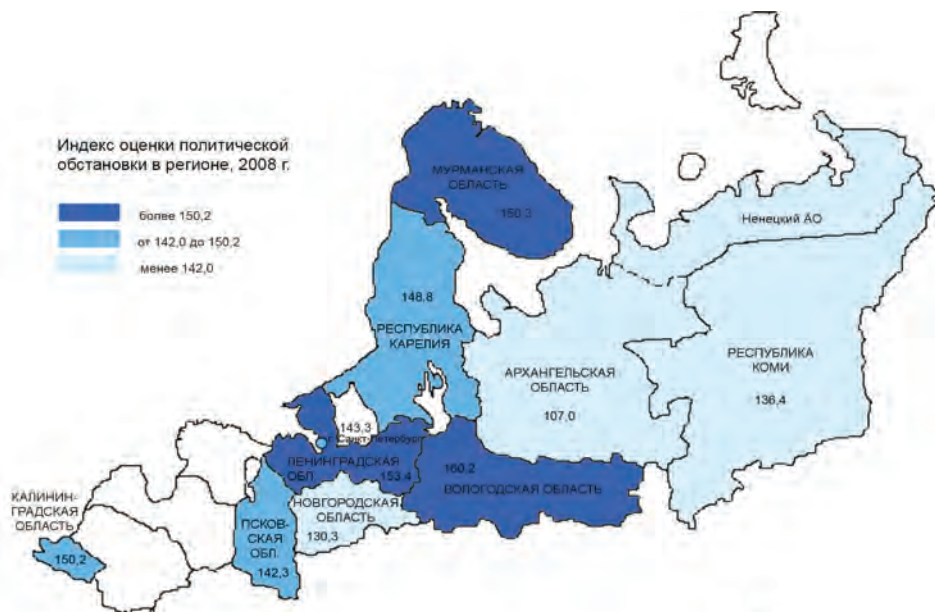 Индекс оценки политической
обстановки в регионе, 2008 г.
более 150,2
от 142,0 до 150,2
менее 142,0
МУРМАНСКАЯ
ОБЛАСТЬ
150,3
Ненецкий АО
148,8
РЕСПУБЛИКА
КАРЕЛИЯ
РЕСПУБЛИКА
КОМИ
136,4
АРХАНГЕЛЬСКАЯ
ОБЛАСТЬ
107,0
143,3
г. Санкт-Петербург
ЛЕНИНГРАДСКАЯ
ОБЛ.
153,4
160,2
ВОЛОГОДСКАЯ ОБЛАСТЬ
НОВГОРОДСКАЯ
ОБЛАСТЬ
130,3
КАЛИНИН-
ГРАДСКАЯ
ОБЛАСТЬ
150,2
ПСКОВ-
СКАЯ
ОБЛ.
142,3